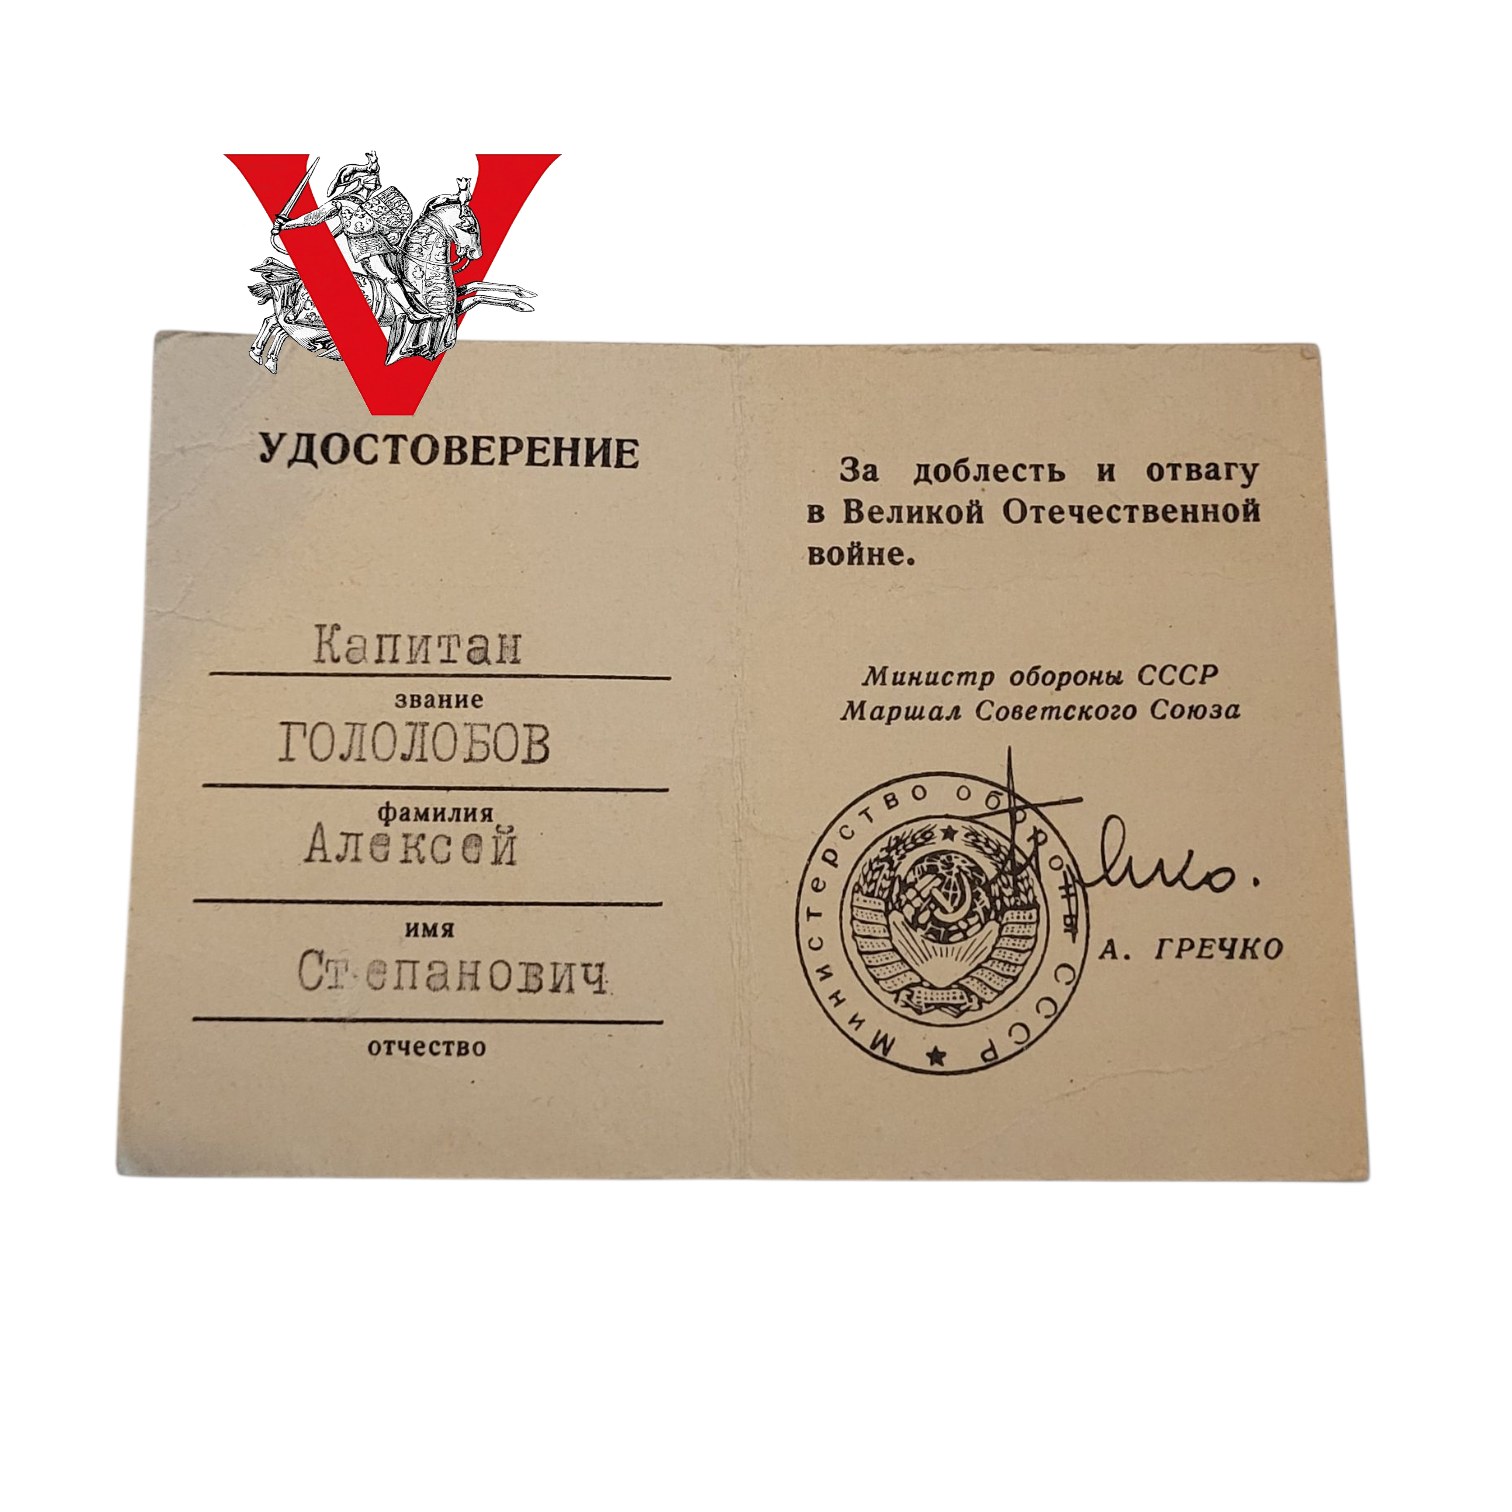 V
УДОСТОВЕРЕНИЕ
Капитан
звание
ГОЛОЛОБОВ
фамилия
Алексей
имя
Степанович
отчество
За доблесть и отвагу
в Великой Отечественной
войне.
Министр обороны СССР
Маршал Советского Союза
Министерство обороны СССР
А. ГРЕЧКО